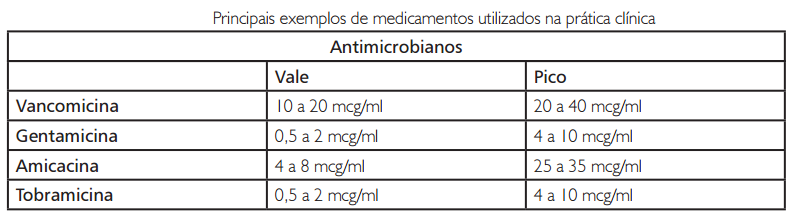 Principais exemplos de medicamentos utilizados na prática clínica
Antimicrobianos
Vale Pico
Vancomicina 10 a 20 mcg/ml 20 a 40 mcg/ml
Gentamicina 0,5 a 2 mcg/ml 4 a 10 mcg/ml
Amicacina 4 a 8 mcg/ml 25 a 35 mcg/ml
Tobramicina 0,5 a 2 mcg/ml 4 a 10 mcg/ml